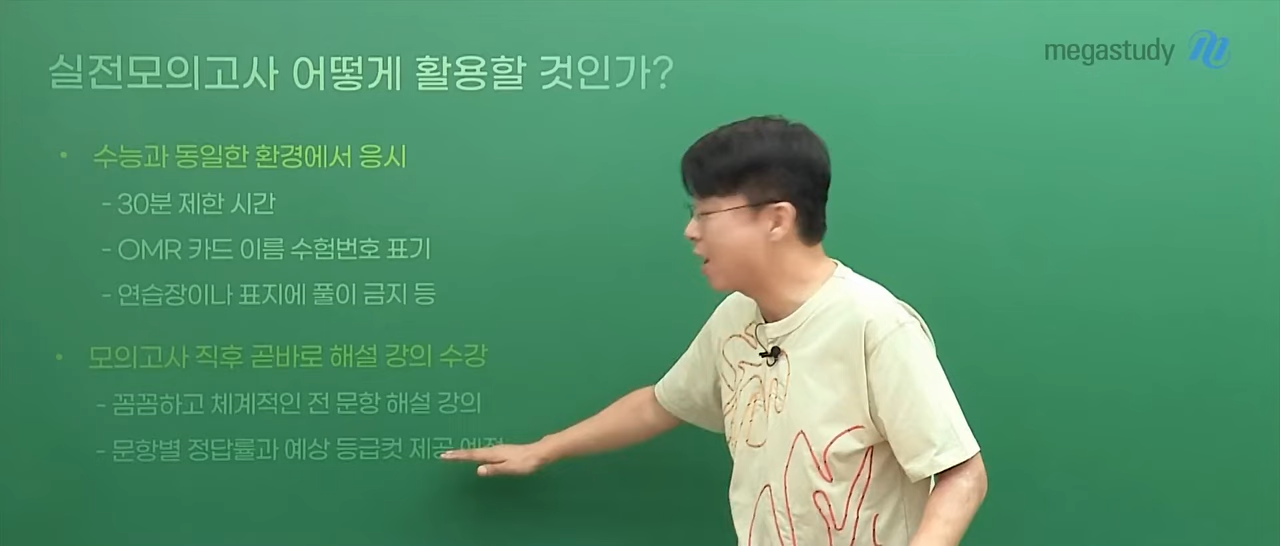 실전모의고사 어떻게 활용할 것인가?
megastudy
• 수능과 동일한 환경에서 응시
- 30분 제한 시간
- OMR 카드 이름 수험번호 표기
- 연습장이나 표지에 풀이 금지 등
• 모의고사 직후 곧바로 해설 강의 수강
- 꼼꼼하고 체계적인 전 문항 해설 강의
- 문항별 정답률과 예상 등급컷 제공 예정